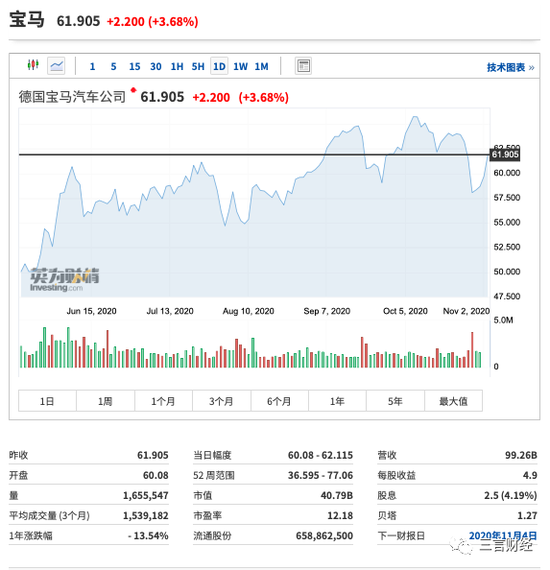 宝马 61.905 +2.200 (+3.68%)
1 5 15 30 1H 5H 1D 1W 1M 技术图表 »
德国宝马汽车公司 61.905 +2.200 (+3.68%)
62.500
61.905
60.000
57.500
55.000
52.500
50.000
47.500
英为财情
Investing.com
Jun 15, 2020 Jul 13, 2020 Aug 10, 2020 Sep 7, 2020 Oct 5, 2020 Nov 2, 2020
5.0M
0
1日 1周 1个月 3个月 6个月 1年 5年 最大值
昨收 61.905 当日幅度 60.08 - 62.115 营收 99.26B
开盘 60.08 52 周范围 36.595 - 77.06 每股收益 4.9
量 1,655,547 市值 40.79B 股息 2.5 (4.19%)
平均成交量 (3个月) 1,539,182 市盈率 12.18 贝塔 1.27
1年涨跌幅 - 13.54% 流通股份 658,862,500 下一财报日 2020年11月4日
三言财经